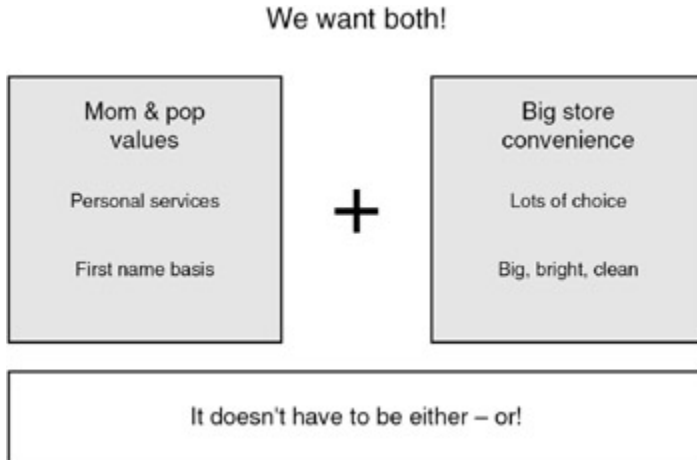 We want both!
Mom & pop
values
Personal services
First name basis
+
Big store
convenience
Lots of choice
Big, bright, clean
It doesn't have to be either – or!